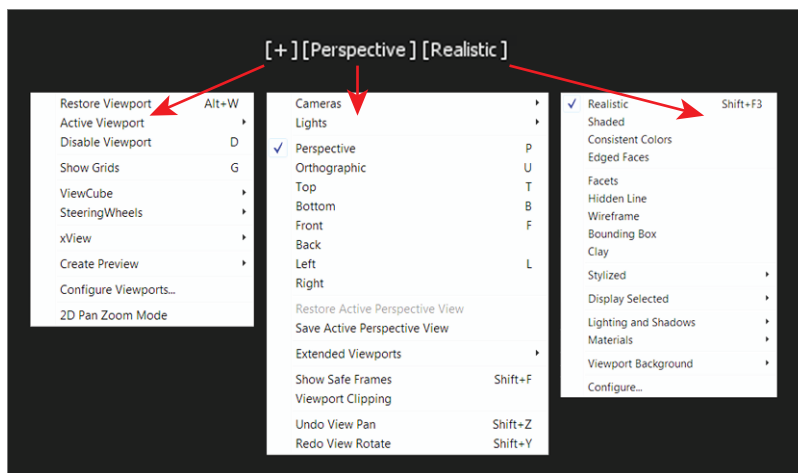 [ + ] [Perspective ] [ Realistic ]
Restore Viewport Alt+W
Active Viewport
Disable Viewport D
Show Grids G
ViewCube
SteeringWheels
xView
Create Preview
Configure Viewports...
2D Pan Zoom Mode
Cameras
Lights
Perspective P
Orthographic U
Top T
Bottom B
Front F
Back
Left L
Right
Restore Active Perspective View
Save Active Perspective View
Extended Viewports
Show Safe Frames Shift+F
Viewport Clipping
Undo View Pan Shift+Z
Redo View Rotate Shift+Y
Realistic Shift+F3
Shaded
Consistent Colors
Edged Faces
Facets
Hidden Line
Wireframe
Bounding Box
Clay
Stylized
Display Selected
Lighting and Shadows
Materials
Viewport Background
Configure...